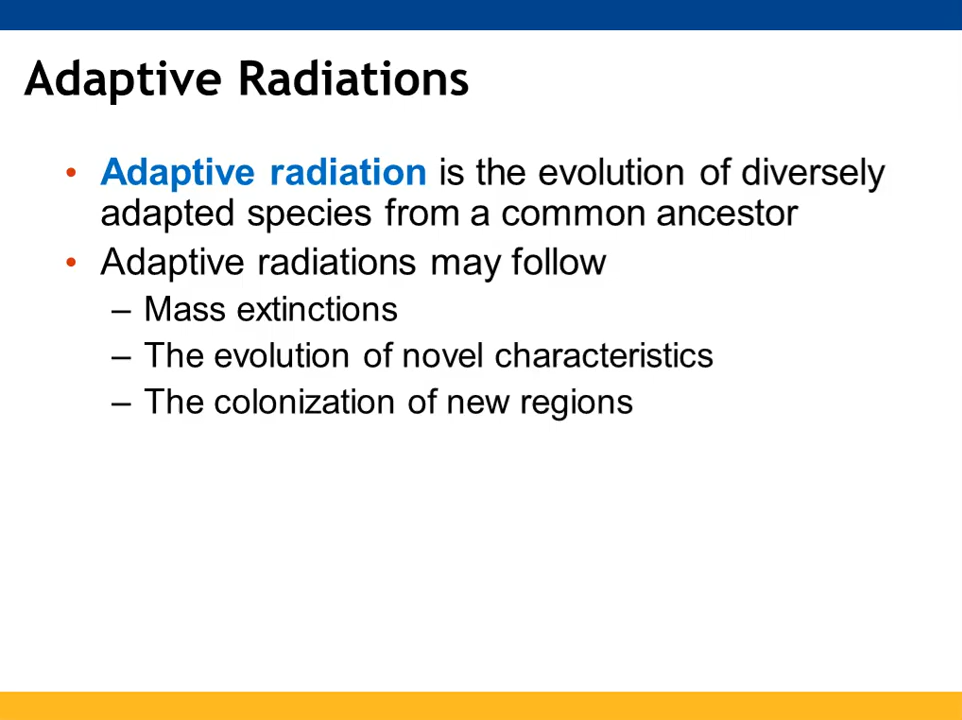 Adaptive Radiations
• Adaptive radiation is the evolution of diversely
adapted species from a common ancestor
• Adaptive radiations may follow
– Mass extinctions
– The evolution of novel characteristics
– The colonization of new regions